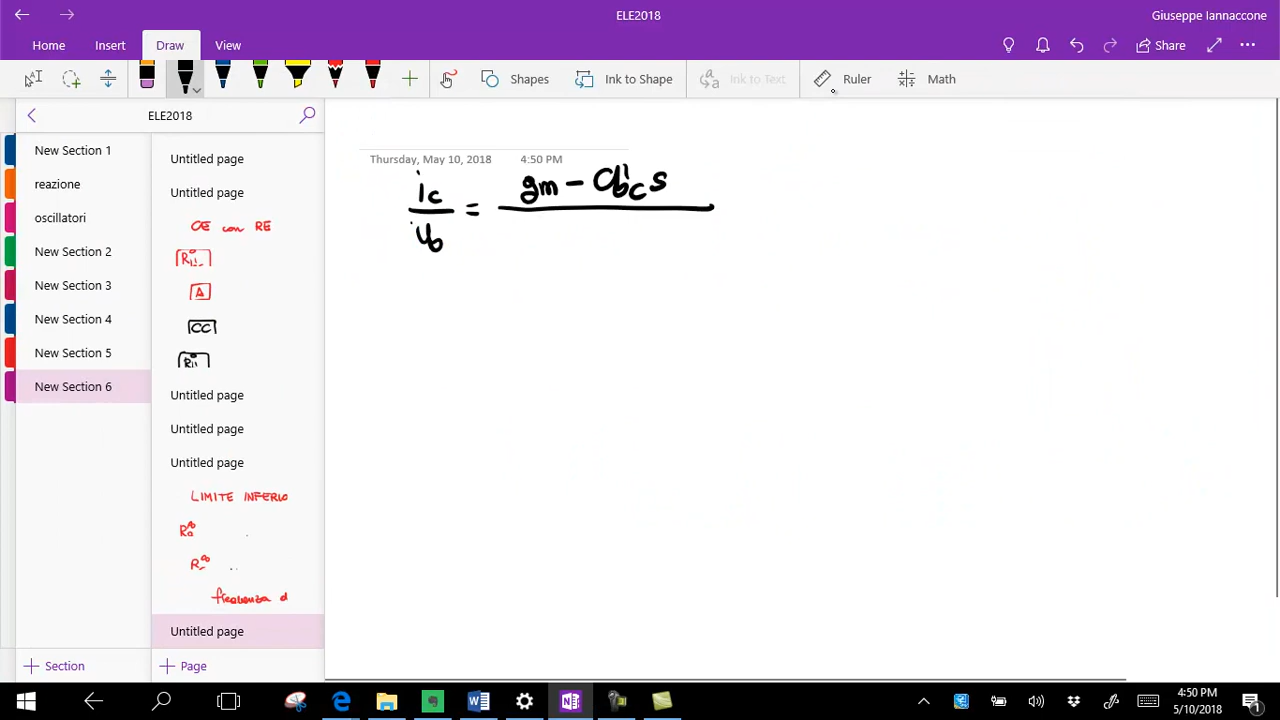 ELE2018
Giuseppe Iannaccone
Home
Insert
Draw
View
Share
Shapes
Ink to Shape
Ink to Text
Ruler
Math
ELE2018
New Section 1
reazione
oscillatori
New Section 2
New Section 3
New Section 4
New Section 5
New Section 6
Section
Untitled page
Untitled page
CE con RE
A
CC
Untitled page
Untitled page
Untitled page
LIMITE INFERIO
Untitled page
Page
Thursday, May 10, 2018 4:50 PM
ic
= gm - Cb'c s
ib
4:50 PM
5/10/2018